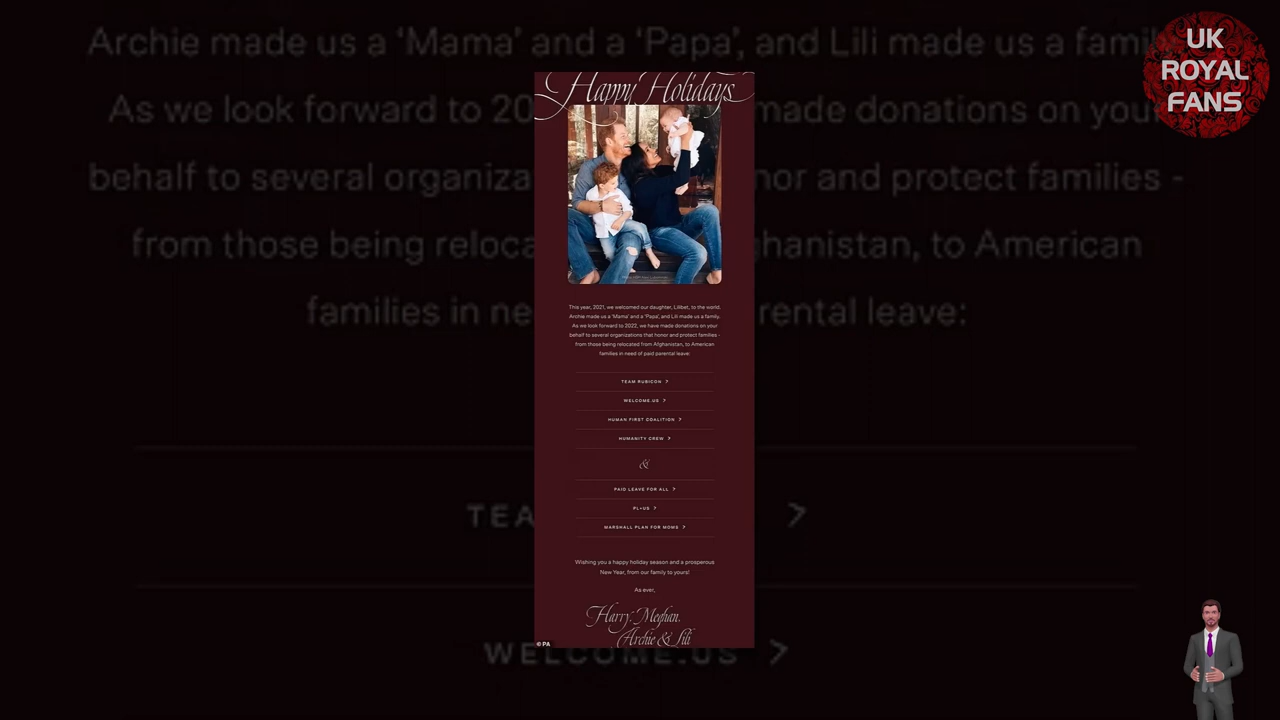 Archie made us a ‘Mama’ and a ‘Papa’, and Lili made us a famil
As we look forward to 20
made donations on your
behalf to several organiza
nor and protect families -
from those being reloca
ghanistan, to American
families in ne
rental leave:
TEA
WELCOME.US >
UK
ROYAL
FANS
Happy Holidays
This year, 2021, we welcomed our daughter, Lilibet, to the world.
Archie made us a ‘Mama’ and a ‘Papa’, and Lili made us a family.
As we look forward to 2022, we have made donations on your
behalf to several organizations that honor and protect families -
from those being relocated from Afghanistan, to American
families in need of paid parental leave:
TEAM RUBICON >
WELCOME.US >
HUMAN FIRST COALITION >
HUMANITY CREW >
&
PAID LEAVE FOR ALL >
PL+US >
MARSHALL PLAN FOR MOMS >
Wishing you a happy holiday season and a prosperous
New Year, from our family to yours!
As ever,
Harry, Meghan,
Archie & Lili
© PA